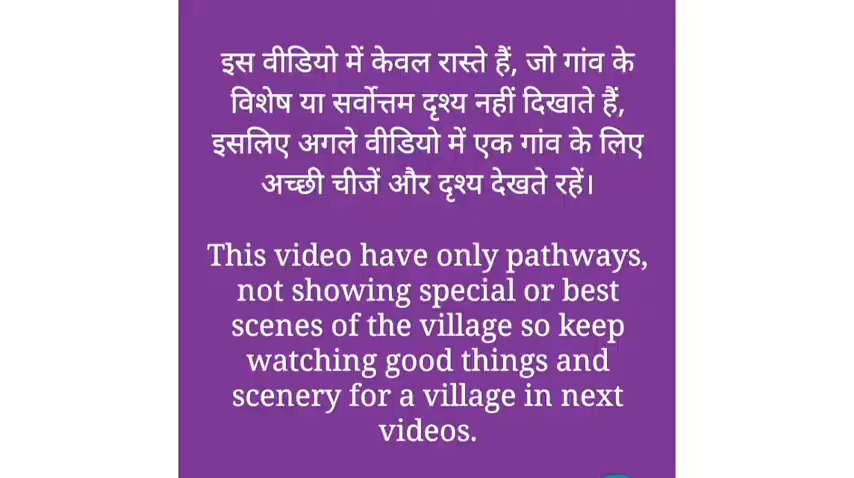 इस वीडियो में केवल रास्ते हैं, जो गांव के
विशेष या सर्वोत्तम दृश्य नहीं दिखाते हैं,
इसलिए अगले वीडियो में एक गांव के लिए
अच्छी चीजें और दृश्य देखते रहें।
This video have only pathways,
not showing special or best
scenes of the village so keep
watching good things and
scenery for a village in next
videos.